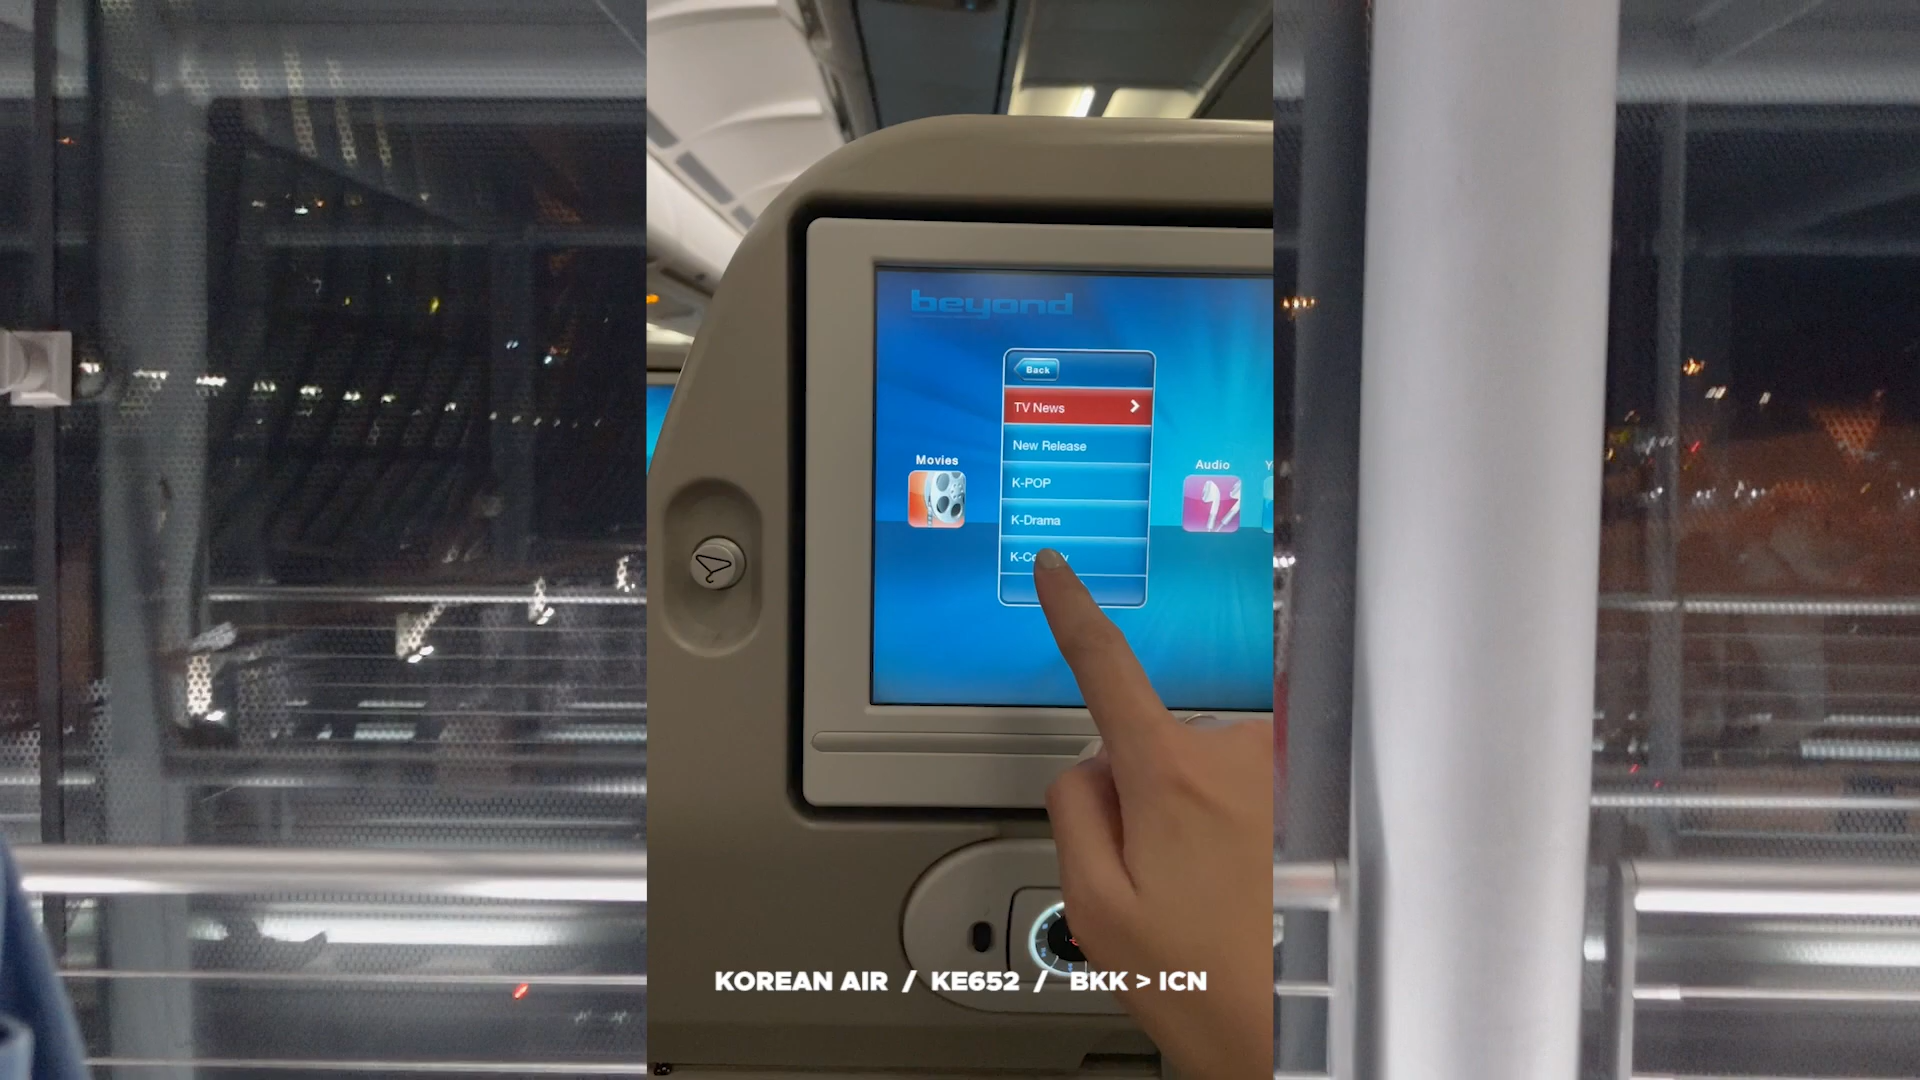 beyond
Back
TV News
New Release
K-POP
K-Drama
Movies
Audio
KOREAN AIR / KE652 / BKK > ICN